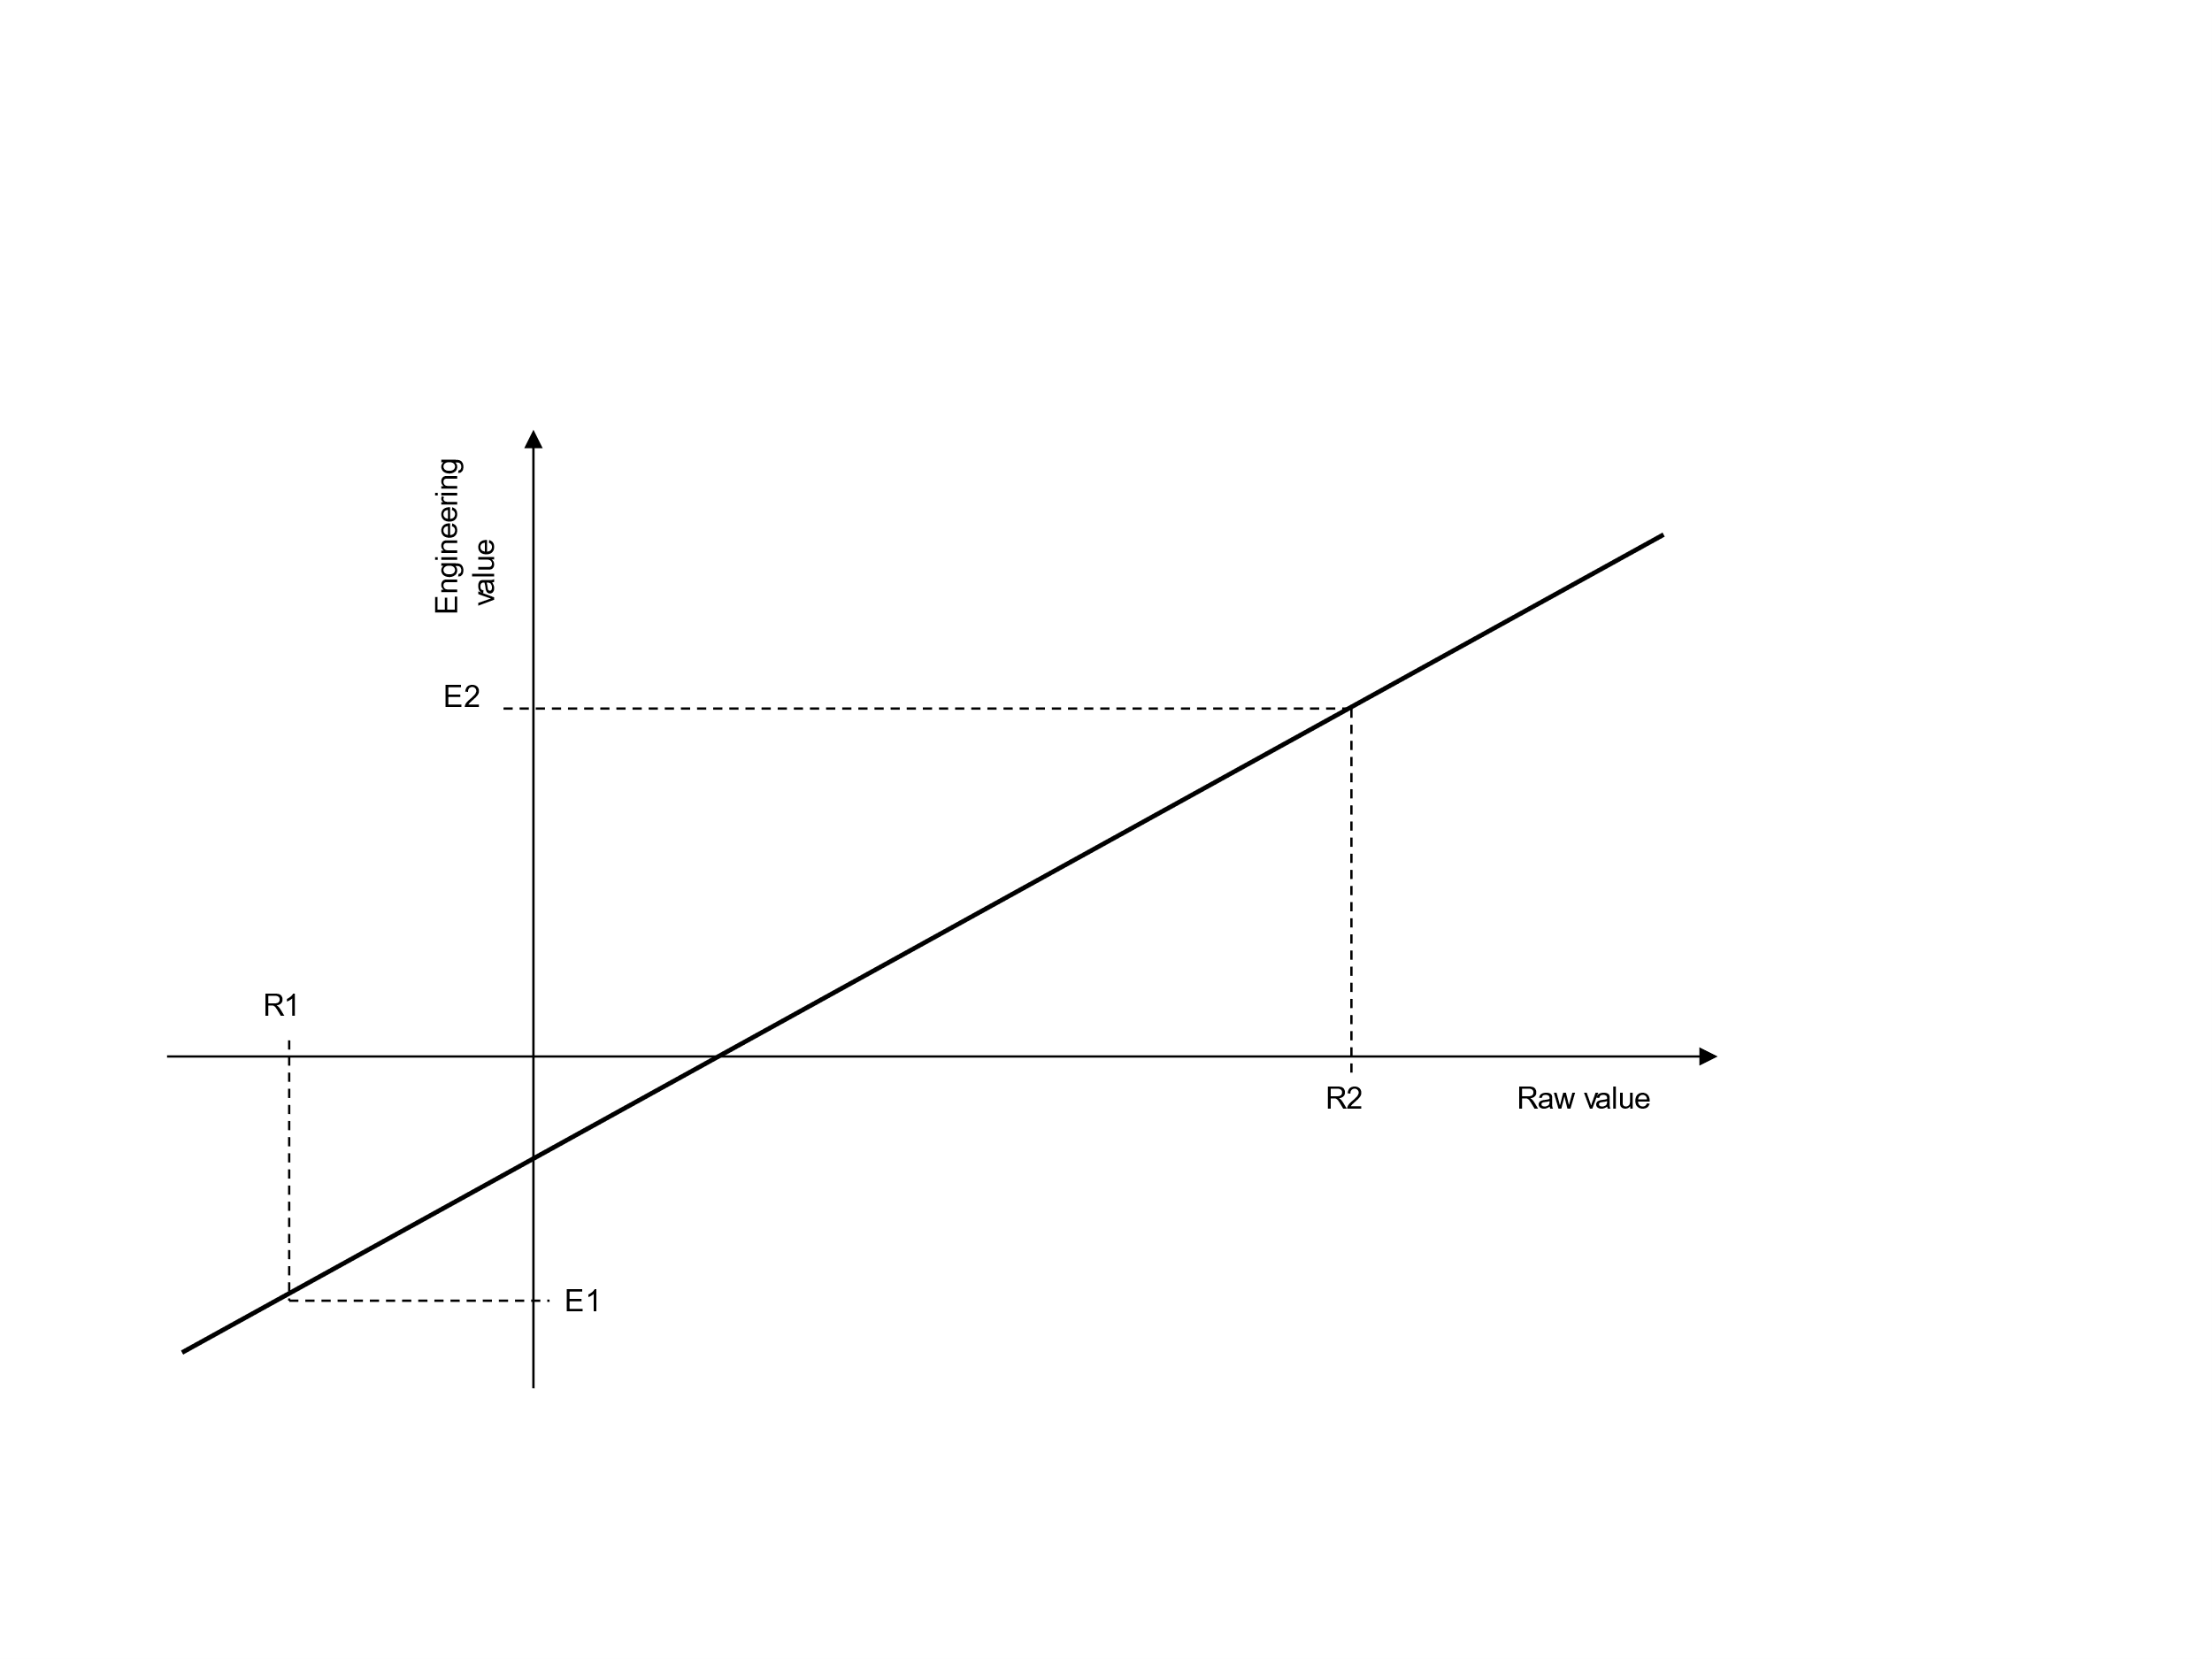 Engineering
value
E2
R1
R2
Raw value
E1